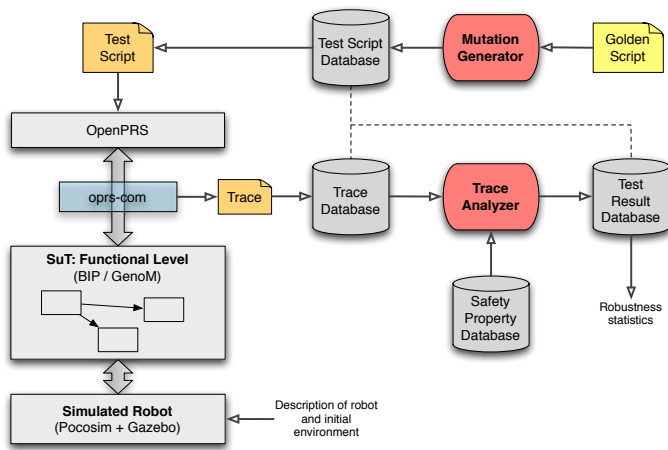 Test
Script
Test Script
Database
Mutation
Generator
Golden
Script
OpenPRS
oprs-com
Trace
Trace
Database
Trace
Analyzer
Test
Result
Database
SuT: Functional Level
(BIP / GenoM)
Safety
Property
Database
Robustness
statistics
Simulated Robot
(Pocosim + Gazebo)
Description of robot
and initial
environment